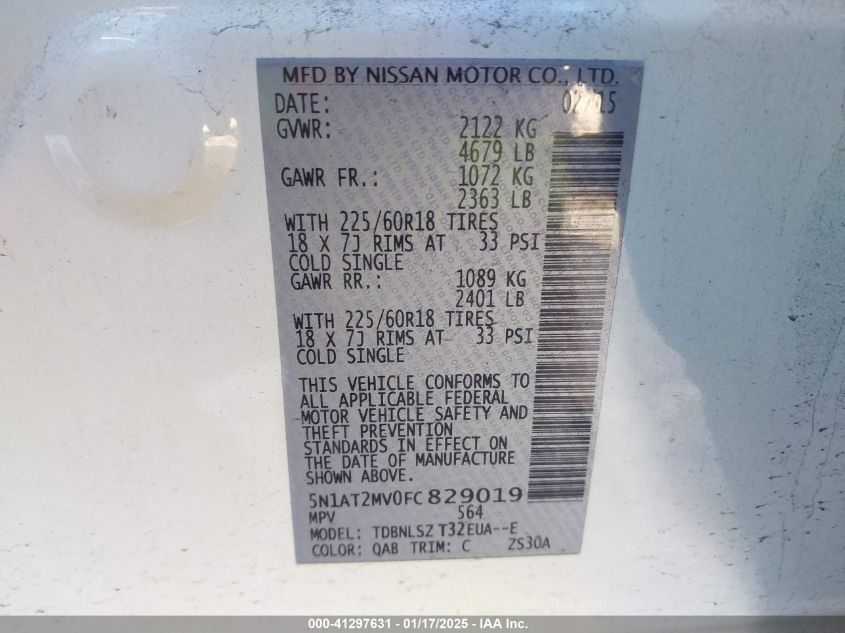 MFD BY NISSAN MOTOR CO., LTD.
DATE: 02/15
GVWR: 2122 KG
4679 LB
GAWR FR.: 1072 KG
2363 LB
WITH 225/60R18 TIRES
18 X 7J RIMS AT 33 PSI
COLD SINGLE
GAWR RR.: 1089 KG
2401 LB
WITH 225/60R18 TIRES
18 X 7J RIMS AT 33 PSI
COLD SINGLE
THIS VEHICLE CONFORMS TO
ALL APPLICABLE FEDERAL
MOTOR VEHICLE SAFETY AND
THEFT PREVENTION
STANDARDS IN EFFECT ON
THE DATE OF MANUFACTURE
SHOWN ABOVE.
5N1AT2MV0FC829019
MPV 564
MODEL: TDBNLSZ T32EUA--E
COLOR: QAB TRIM: C ZS30A
000-41297631 - 01/17/2025 - IAA Inc.